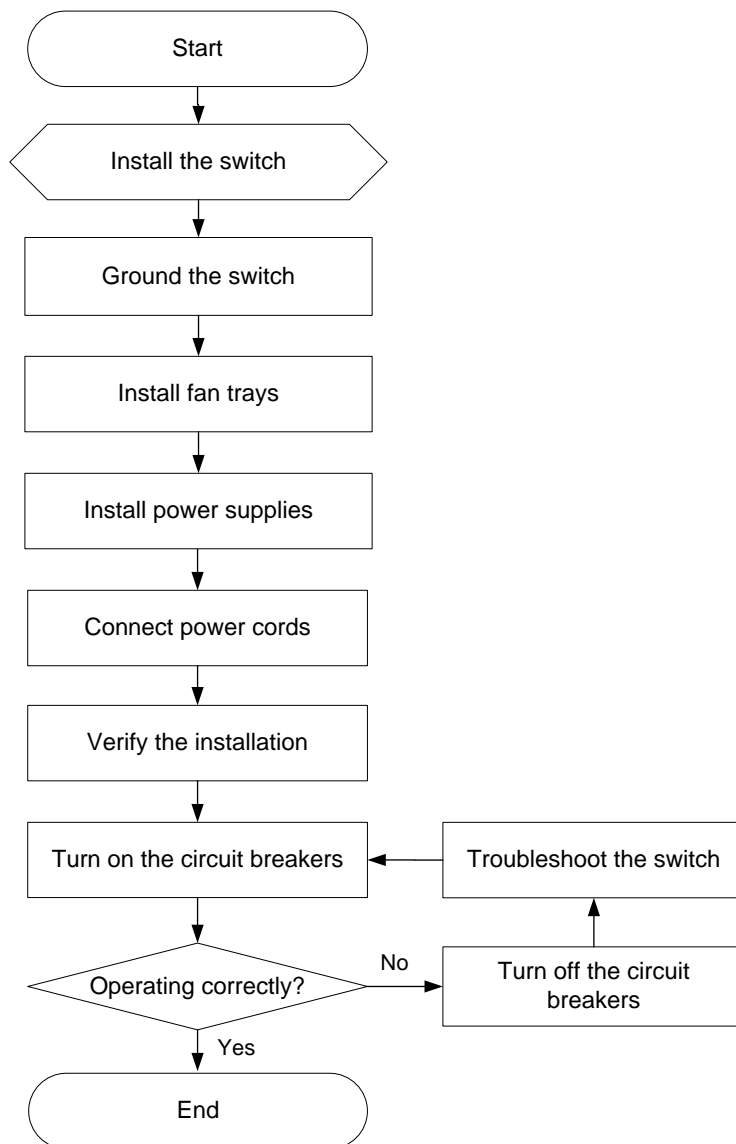 Start
Install the switch
Ground the switch
Install fan trays
Install power supplies
Connect power cords
Verify the installation
Turn on the circuit breakers
Troubleshoot the switch
Operating correctly?
No
Turn off the circuit
breakers
Yes
End